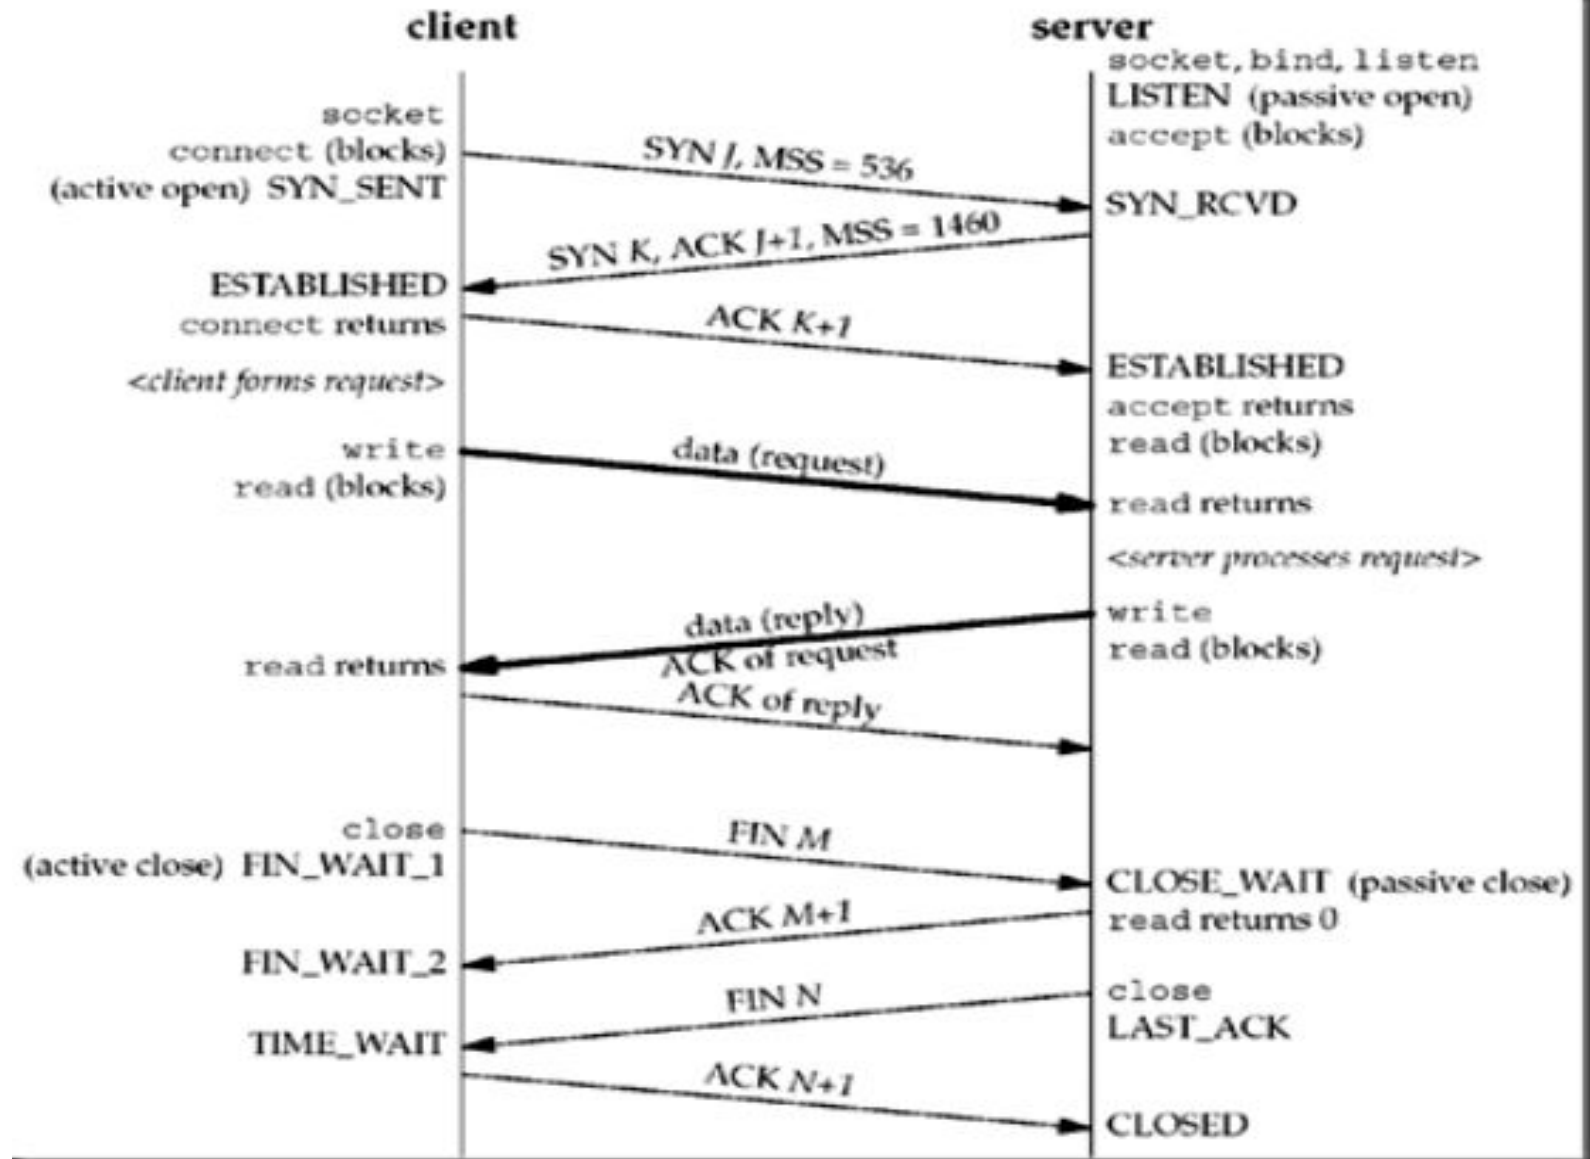 client
server
socket, bind, listen
LISTEN (passive open)
socket
accept (blocks)
connect (blocks)
SYN J, MSS = 536
(active open) SYN_SENT
SYN_RCVD
SYN K, ACK J+1, MSS = 1460
ESTABLISHED
connect returns
ACK K+1
ESTABLISHED
<client forms request>
accept returns
read (blocks)
write
data (request)
read (blocks)
read returns
<server processes request>
write
data (reply)
read (blocks)
ACK of request
read returns
ACK of reply
close
FIN M
(active close) FIN_WAIT_1
CLOSE_WAIT (passive close)
ACK M+1
read returns 0
FIN_WAIT_2
FIN N
close
LAST_ACK
TIME_WAIT
ACK N+1
CLOSED